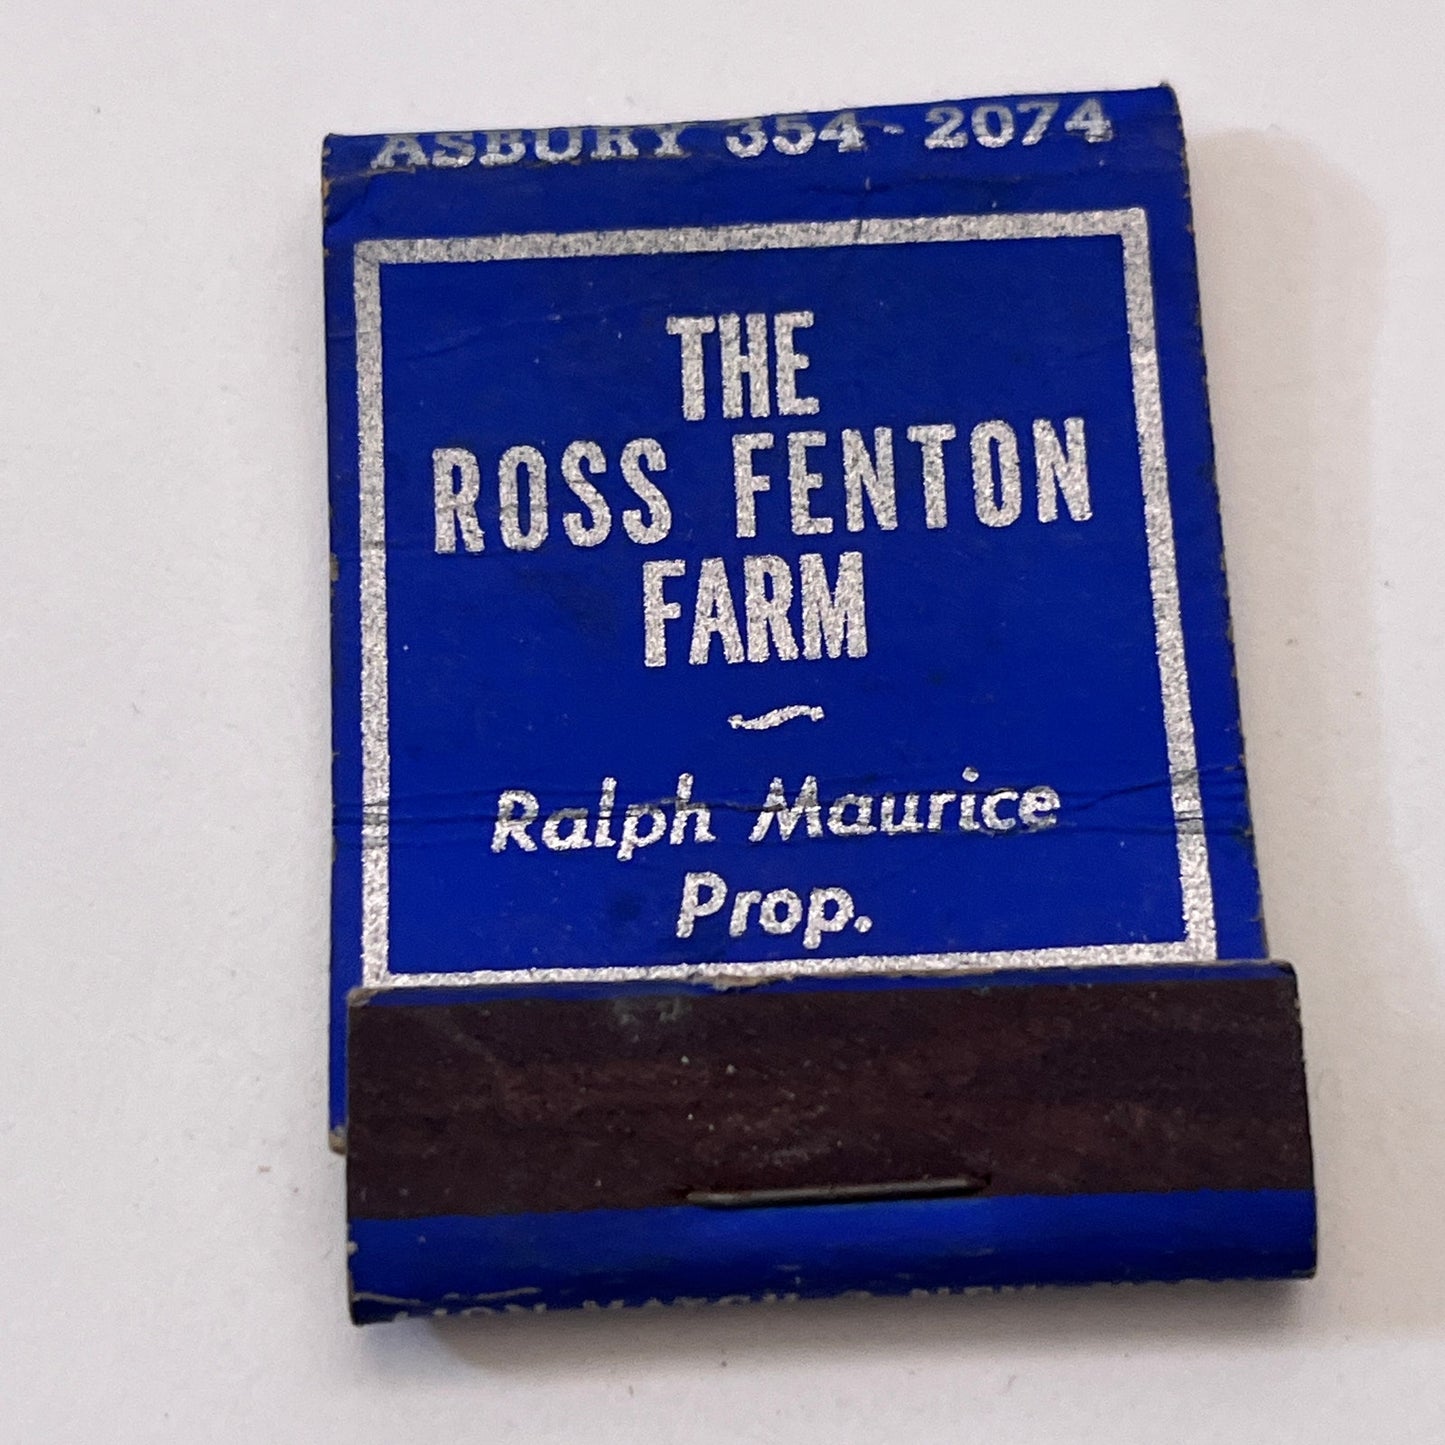 ASBURY 354-2074
THE
ROSS FENTON
FARM
Ralph Maurice
Prop.